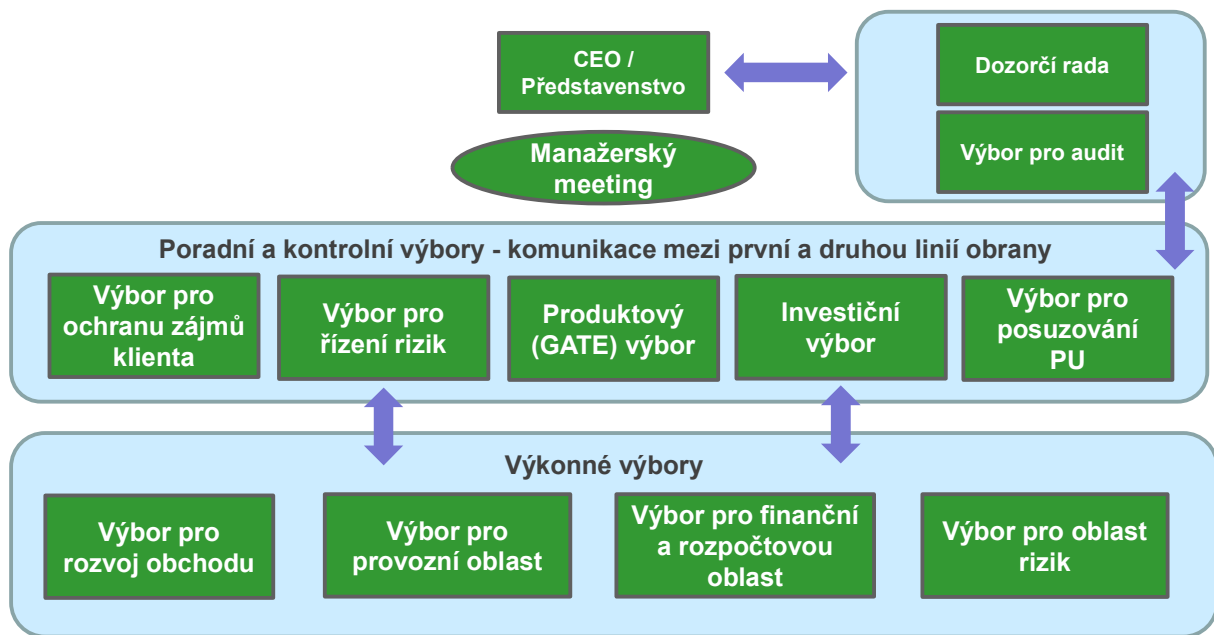 CEO /
Představenstvo
Dozorčí rada
Výbor pro audit
Manažerský
meeting
Poradní a kontrolní výbory - komunikace mezi první a druhou linií obrany
Výbor pro
ochranu zájmů
klienta
Výbor pro
řízení rizik
Produktový
(GATE) výbor
Investiční
výbor
Výbor pro
posuzování
PU
Výkonné výbory
Výbor pro
rozvoj obchodu
Výbor pro
provozní oblast
Výbor pro finanční
a rozpočtovou
oblast
Výbor pro oblast
rizik